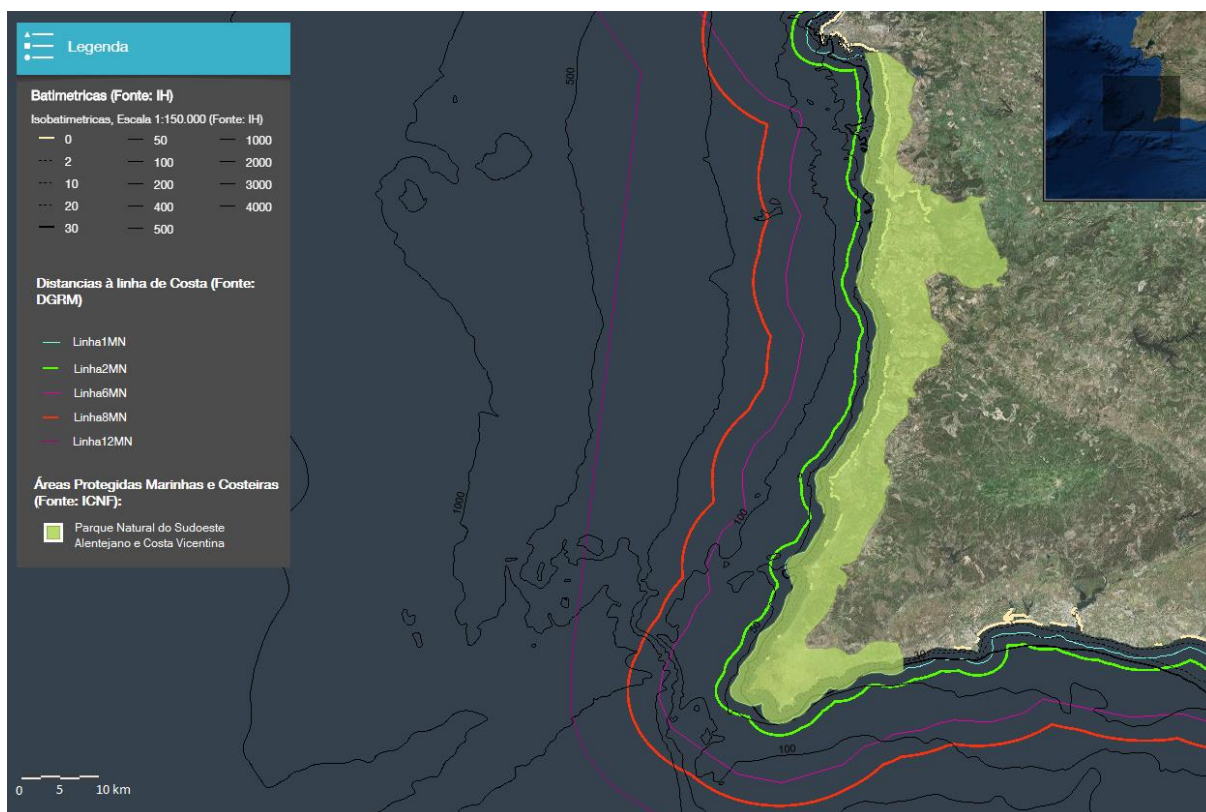 Legenda
Batimetricas (Fonte: IH)
Isobatimetricas, Escala 1:150.000 (Fonte: IH)
0 50 1000
2 100 2000
10 200 3000
20 400 4000
30 500
Distancias à linha de Costa (Fonte:
DGRM)
Linha1MN
Linha2MN
Linha6MN
Linha8MN
Linha12MN
Áreas Protegidas Marinhas e Costeiras
(Fonte: ICNF):
Parque Natural do Sudoeste
Alentejano e Costa Vicentina
0 5 10 km
500
1000
100
100
10